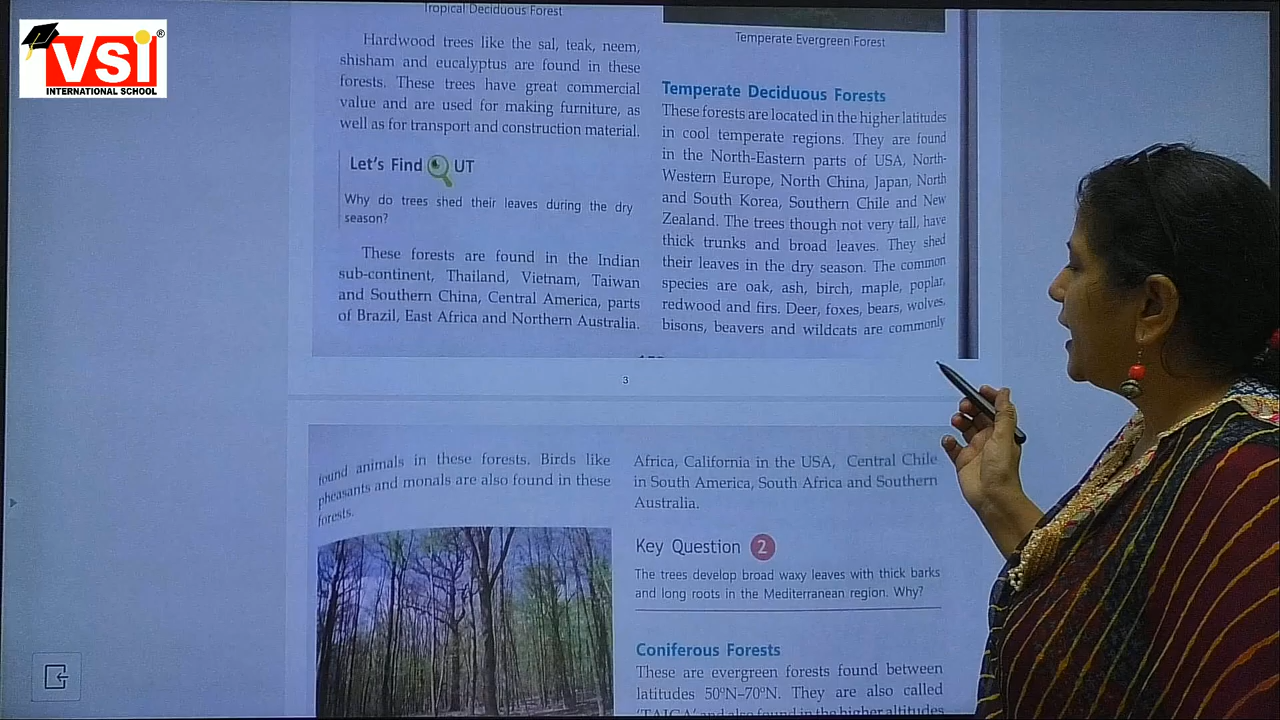 VSi®
INTERNATIONAL SCHOOL
Tropical Deciduous Forest
Hardwood trees like the sal, teak, neem,
shisham and eucalyptus are found in these
forests. These trees have great commercial
value and are used for making furniture, as
well as for transport and construction material.
Let's Find UT
Why do trees shed their leaves during the dry
season?
These forests are found in the Indian
sub-continent, Thailand, Vietnam, Taiwan
and Southern China, Central America, parts
of Brazil, East Africa and Northern Australia.
Temperate Evergreen Forest
Temperate Deciduous Forests
These forests are located in the higher latitudes
in cool temperate regions. They are found
in the North-Eastern parts of USA, North-
Western Europe, North China, Japan, North
and South Korea, Southern Chile and New
Zealand. The trees though not very tall, have
thick trunks and broad leaves. They shed
their leaves in the dry season. The common
species are oak, ash, birch, maple, poplar,
redwood and firs. Deer, foxes, bears, wolves,
bisons, beavers and wildcats are commonly
3
found animals in these forests. Birds like
pheasants and monals are also found in these
forests.
Africa, California in the USA, Central Chile
in South America, South Africa and Southern
Australia.
Key Question 2
The trees develop broad waxy leaves with thick barks
and long roots in the Mediterranean region. Why?
Coniferous Forests
These are evergreen forests found between
latitudes 50ºN–70ºN. They are also called
'TAIGA' and also found in the higher altitudes